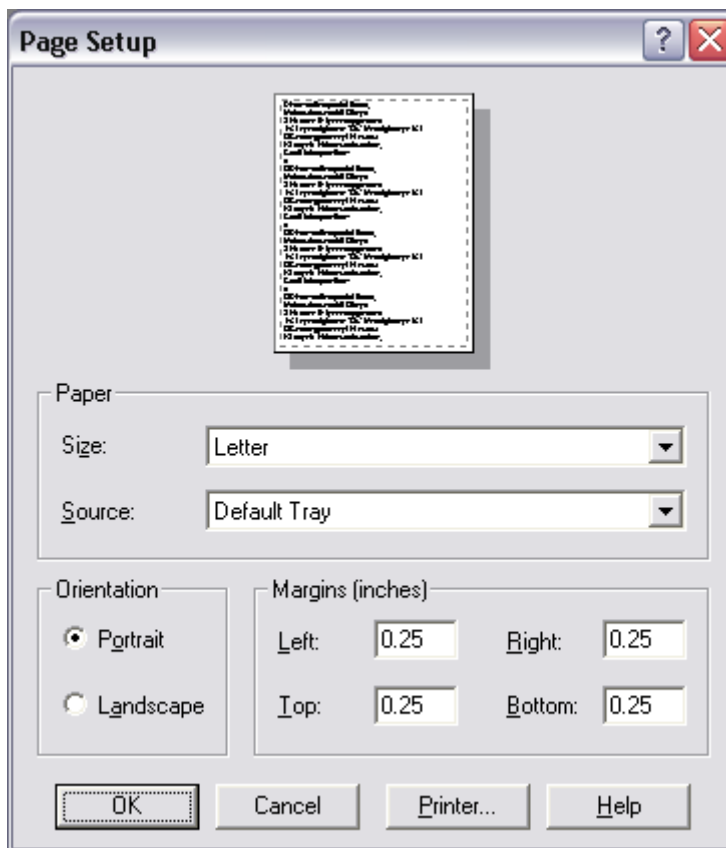 Page Setup
Paper
Size: Letter
Source: Default Tray
Orientation
Portrait
Landscape
Margins (inches)
Left: 0.25 Right: 0.25
Top: 0.25 Bottom: 0.25
OK Cancel Printer... Help